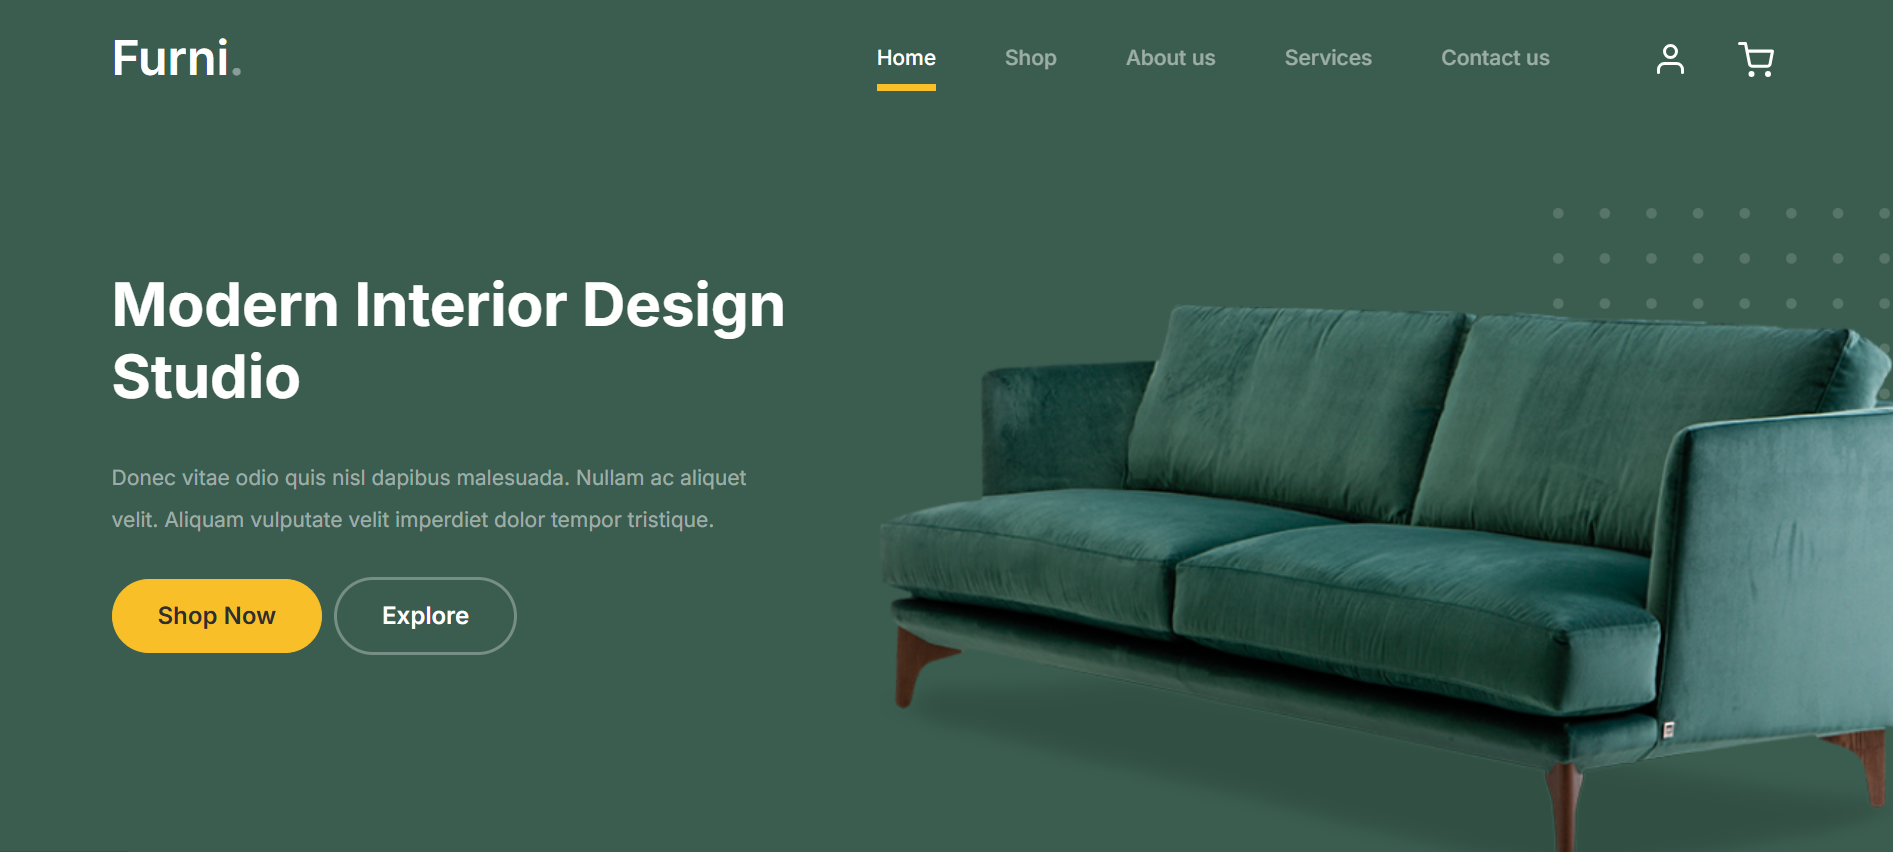 Furni.
Home Shop About us Services Contact us
Modern Interior Design
Studio
Donec vitae odio quis nisl dapibus malesuada. Nullam ac aliquet
velit. Aliquam vulputate velit imperdiet dolor tempor tristique.
Shop Now Explore